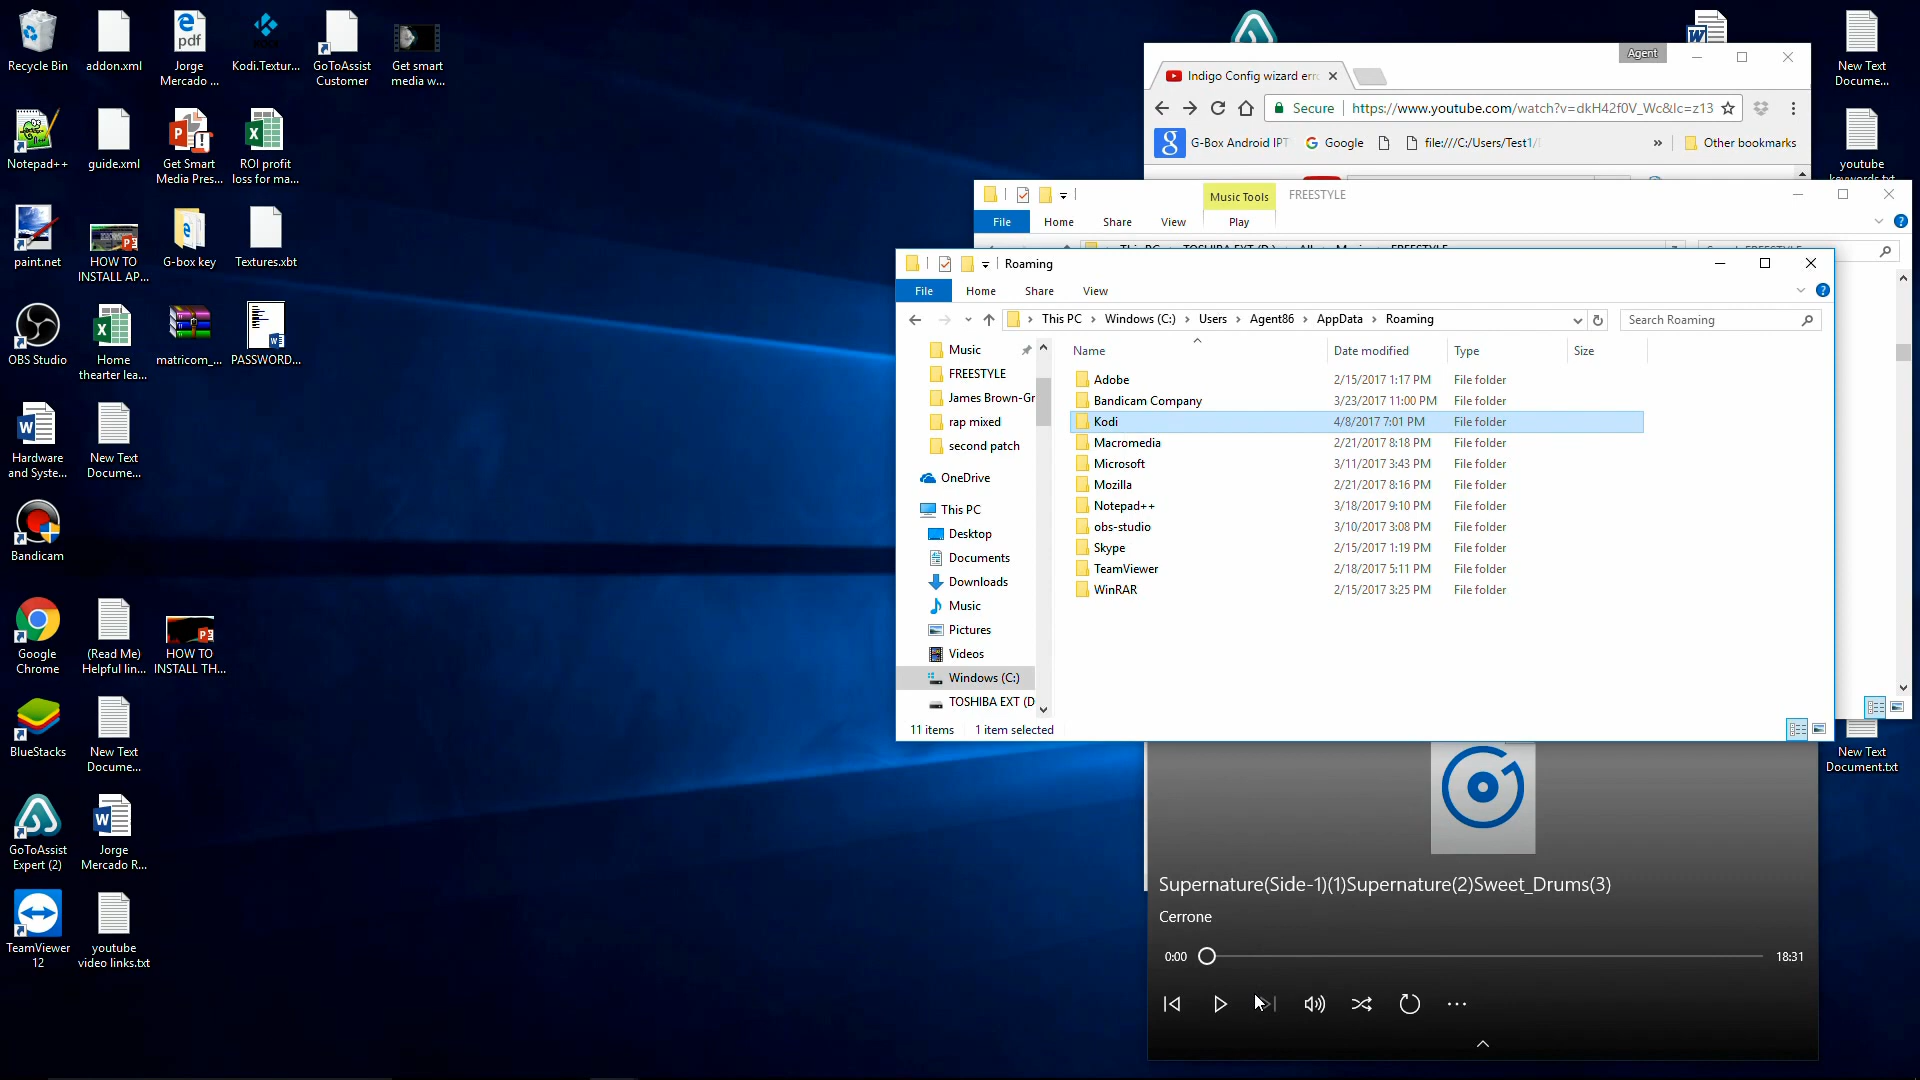 Recycle Bin
addon.xml
pdf
Jorge
Mercado ...
KODI
Kodi.Textur...
GoToAssist
Customer
Get smart
media w...
Notepad++
guide.xml
Get Smart
Media Pres...
ROI profit
loss for ma...
paint.net
HOW TO
INSTALL AP...
G-box key
Textures.xbt
OBS Studio
Home
thearter lea...
matricom_...
PASSWORD...
Hardware
and Syste...
New Text
Docume...
Bandicam
Google
Chrome
(Read Me)
Helpful lin...
HOW TO
INSTALL TH...
BlueStacks
New Text
Docume...
GoToAssist
Expert (2)
Jorge
Mercado R...
TeamViewer
12
youtube
video links.txt
New Text
Docume...
youtube
keywords.txt
New Text
Document.txt
Agent
Indigo Config wizard erro
Secure
https://www.youtube.com/watch?v=dkH42f0V_Wc&lc=z13
G-Box Android IPT
Google
file:///C:/Users/Test1/
»
Other bookmarks
Music Tools
FREESTYLE
File
Home
Share
View
Play
This PC
TOSHIBA EXT (D:)
All
Music
FREESTYLE
Search FREESTYLE
Roaming
File
Home
Share
View
This PC
Windows (C:)
Users
Agent86
AppData
Roaming
Search Roaming
Music
FREESTYLE
James Brown-Gr
rap mixed
second patch
OneDrive
This PC
Desktop
Documents
Downloads
Music
Pictures
Videos
Windows (C:)
TOSHIBA EXT (D
Name
Date modified
Type
Size
Adobe 2/15/2017 1:17 PM File folder
Bandicam Company 3/23/2017 11:00 PM File folder
Kodi 4/8/2017 7:01 PM File folder
Macromedia 2/21/2017 8:18 PM File folder
Microsoft 3/11/2017 3:43 PM File folder
Mozilla 2/21/2017 8:16 PM File folder
Notepad++ 3/18/2017 9:10 PM File folder
obs-studio 3/10/2017 3:08 PM File folder
Skype 2/15/2017 1:19 PM File folder
TeamViewer 2/18/2017 5:11 PM File folder
WinRAR 2/15/2017 3:25 PM File folder
11 items
1 item selected
Supernature(Side-1)(1)Supernature(2)Sweet_Drums(3)
Cerrone
0:00
18:31